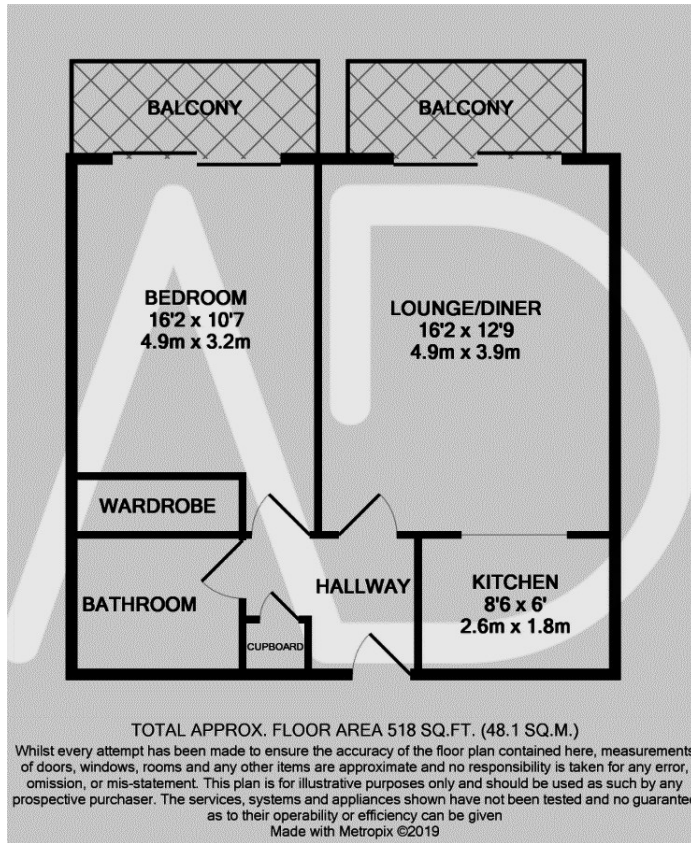 BALCONY
BALCONY
BEDROOM
16'2 x 10'7
4.9m x 3.2m
LOUNGE/DINER
16'2 x 12'9
4.9m x 3.9m
WARDROBE
BATHROOM
HALLWAY
KITCHEN
8'6 x 6'
2.6m x 1.8m
CUPBOARD
TOTAL APPROX. FLOOR AREA 518 SQ.FT. (48.1 SQ.M.)
Whilst every attempt has been made to ensure the accuracy of the floor plan contained here, measurements
of doors, windows, rooms and any other items are approximate and no responsibility is taken for any error,
omission, or mis-statement. This plan is for illustrative purposes only and should be used as such by any
prospective purchaser. The services, systems and appliances shown have not been tested and no guarantee
as to their operability or efficiency can be given
Made with Metropix ©2019
AD